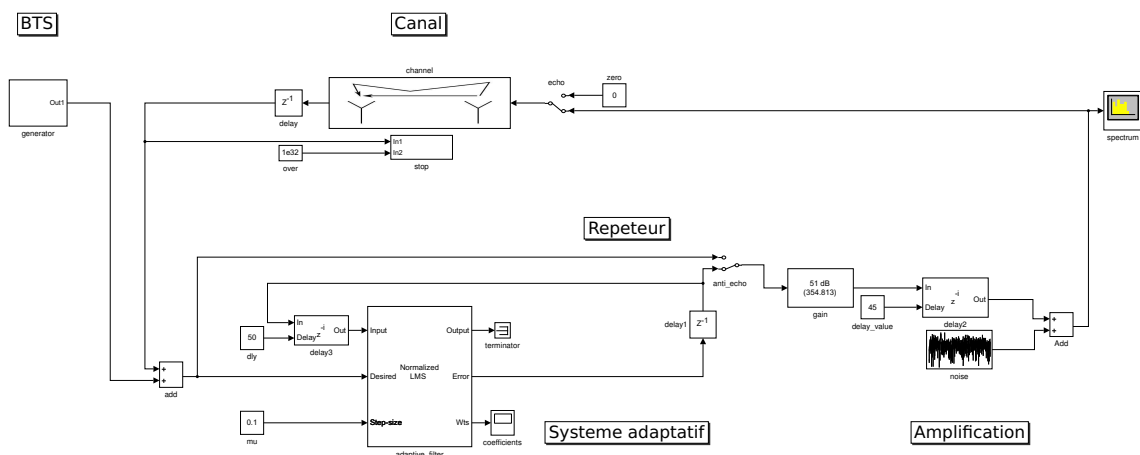 BTS
Canal
channel
echo
zero
0
Out1
generator
Z-1
delay
spectrum
In1
In2
stop
1e32
over
Repeteur
anti_echo
51 dB
(354.813)
gain
45
delay_value
In
Delay
z-i
Out
delay2
+
+
Add
noise
In
Delay
z-i
Out
delay3
50
dly
Input
Desired
Step-size
Normalized
LMS
Output
Error
Wts
adaptive_filter
terminator
delay1
Z-1
+
+
add
0.1
mu
coefficients
Systeme adaptatif
Amplification